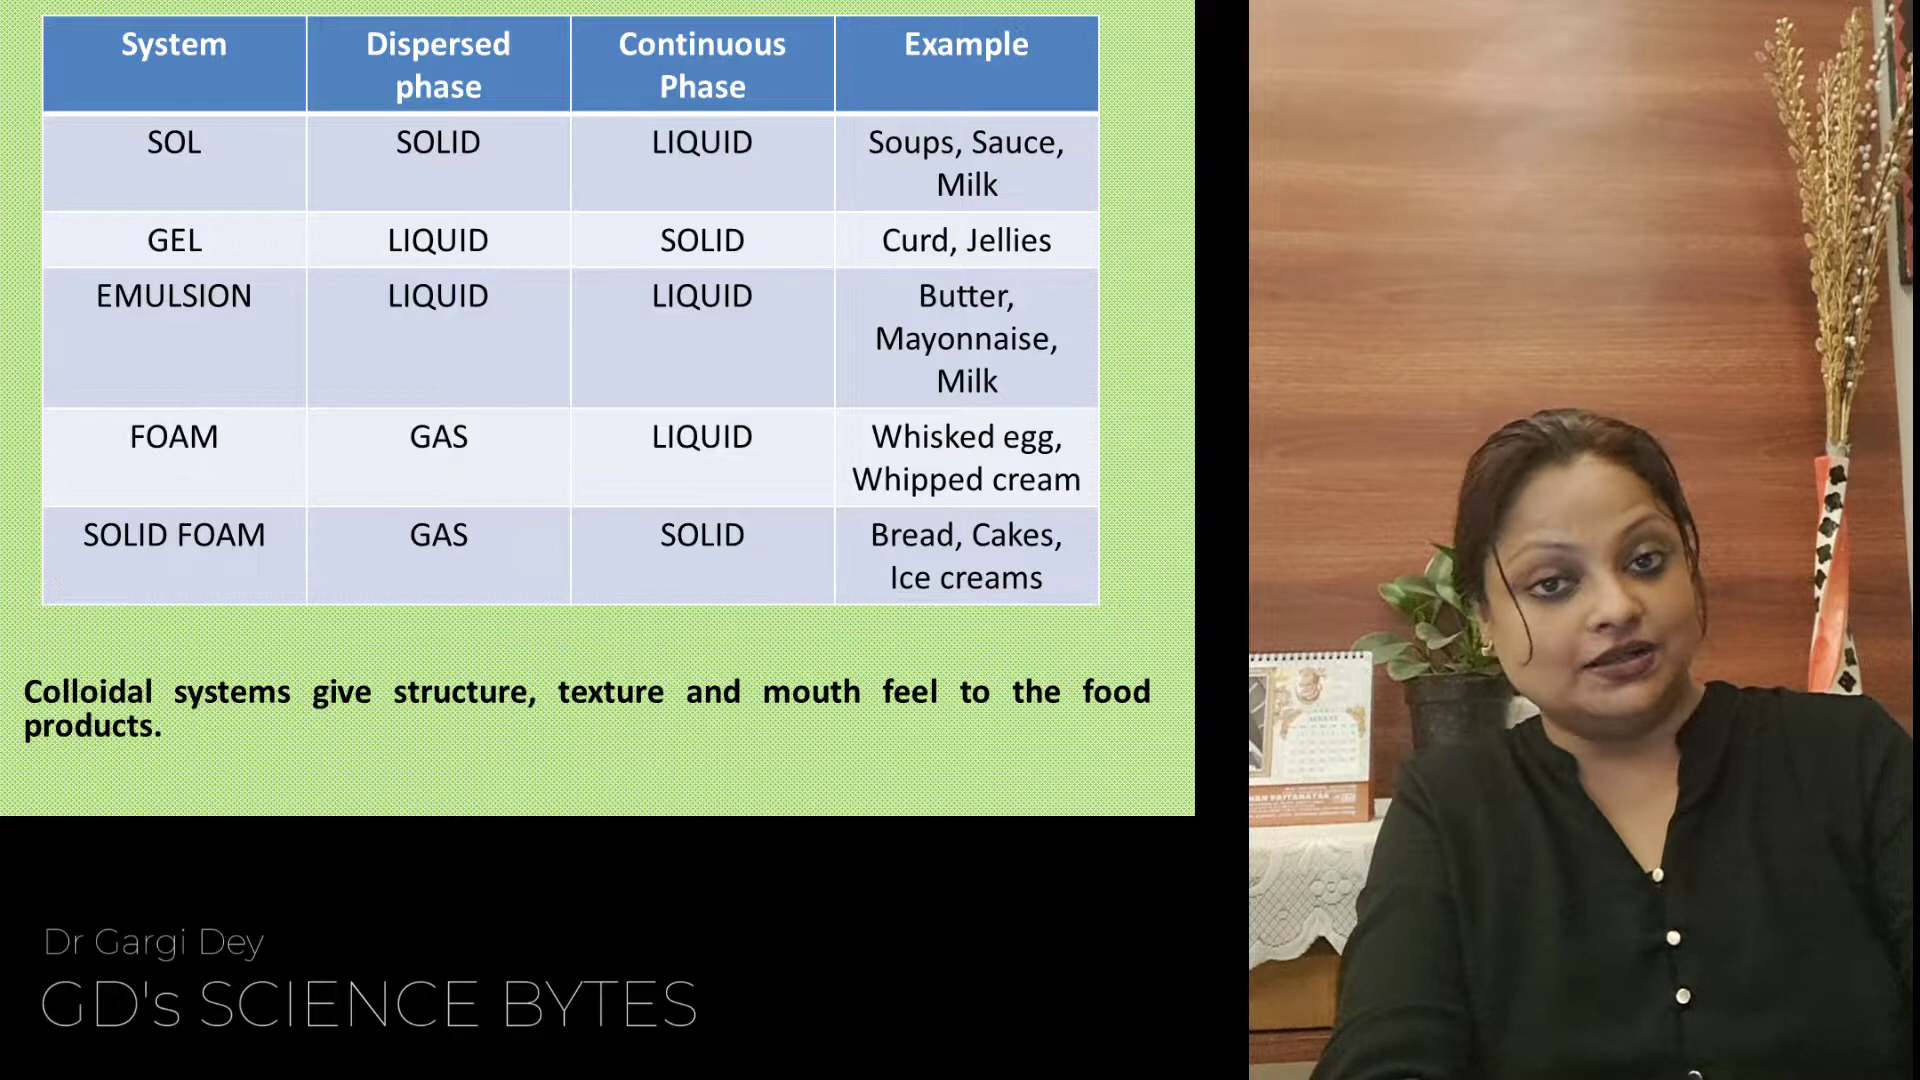 System
Dispersed
phase
Continuous
Phase
Example
SOL
SOLID
LIQUID
Soups, Sauce,
Milk
GEL
LIQUID
SOLID
Curd, Jellies
EMULSION
LIQUID
LIQUID
Butter,
Mayonnaise,
Milk
FOAM
GAS
LIQUID
Whisked egg,
Whipped cream
SOLID FOAM
GAS
SOLID
Bread, Cakes,
Ice creams
Colloidal systems give structure, texture and mouth feel to the food
products.
Dr Gargi Dey
GD's SCIENCE BYTES